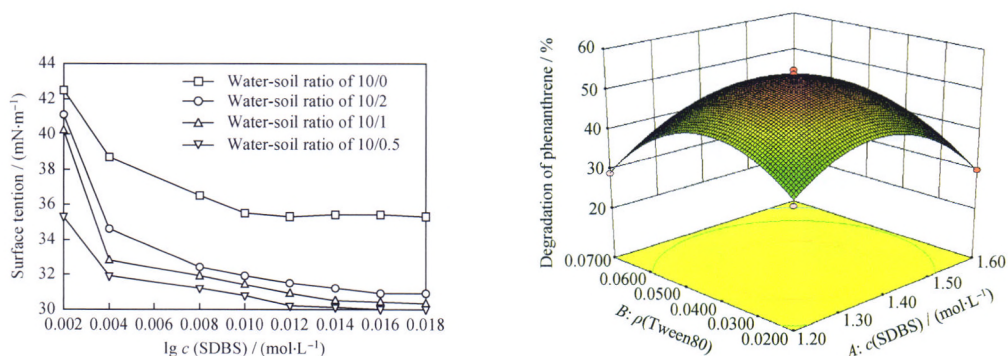 44
42
40
38
36
34
32
30
Surface tention / (mN·m⁻¹)
Water-soil ratio of 10/0
Water-soil ratio of 10/2
Water-soil ratio of 10/1
Water-soil ratio of 10/0.5
0.002 0.004 0.006 0.008 0.010 0.012 0.014 0.016 0.018
lg c (SDBS) / (mol·L⁻¹)
60
50
40
30
20
Degradation of phenanthrene / %
0.0700
0.0600
0.0500
0.0400
0.0300
0.0200
B: ρ(Tween80)
1.60
1.50
1.40
1.30
1.20
A: c(SDBS) / (mol·L⁻¹)